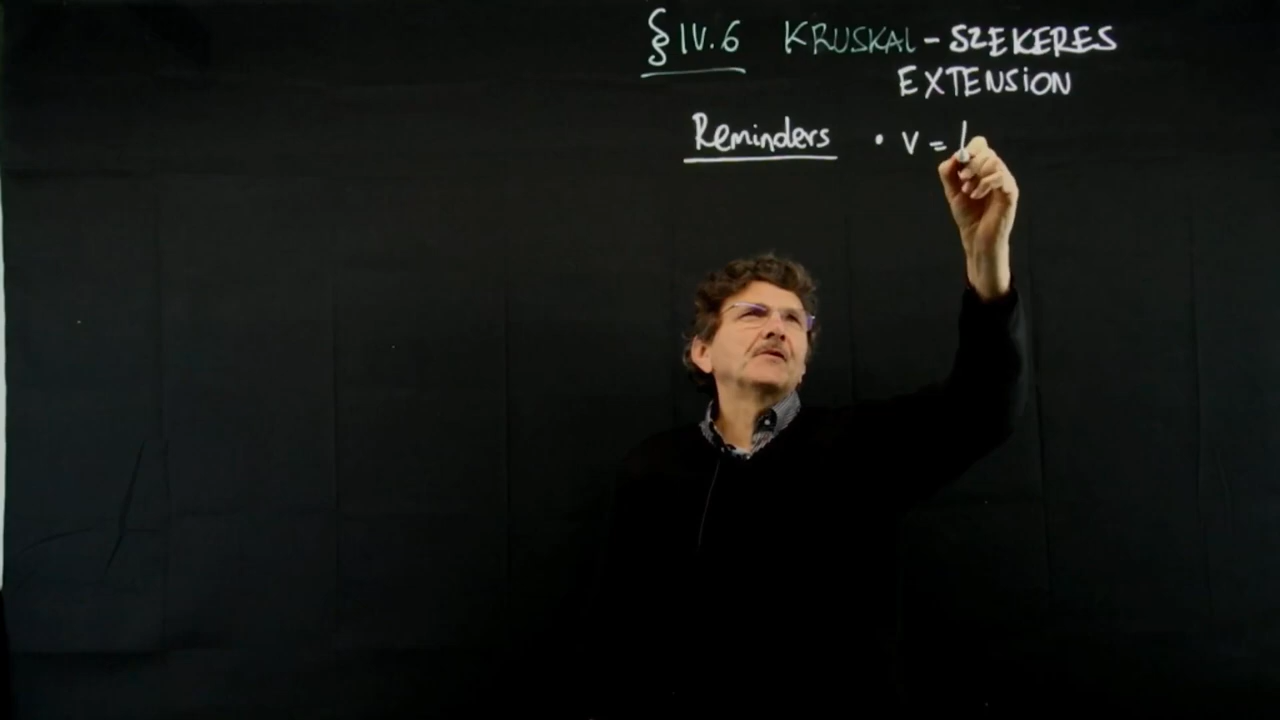 § IV.6 KRUSKAL - SZEKERES
EXTENSION
Reminders • v =